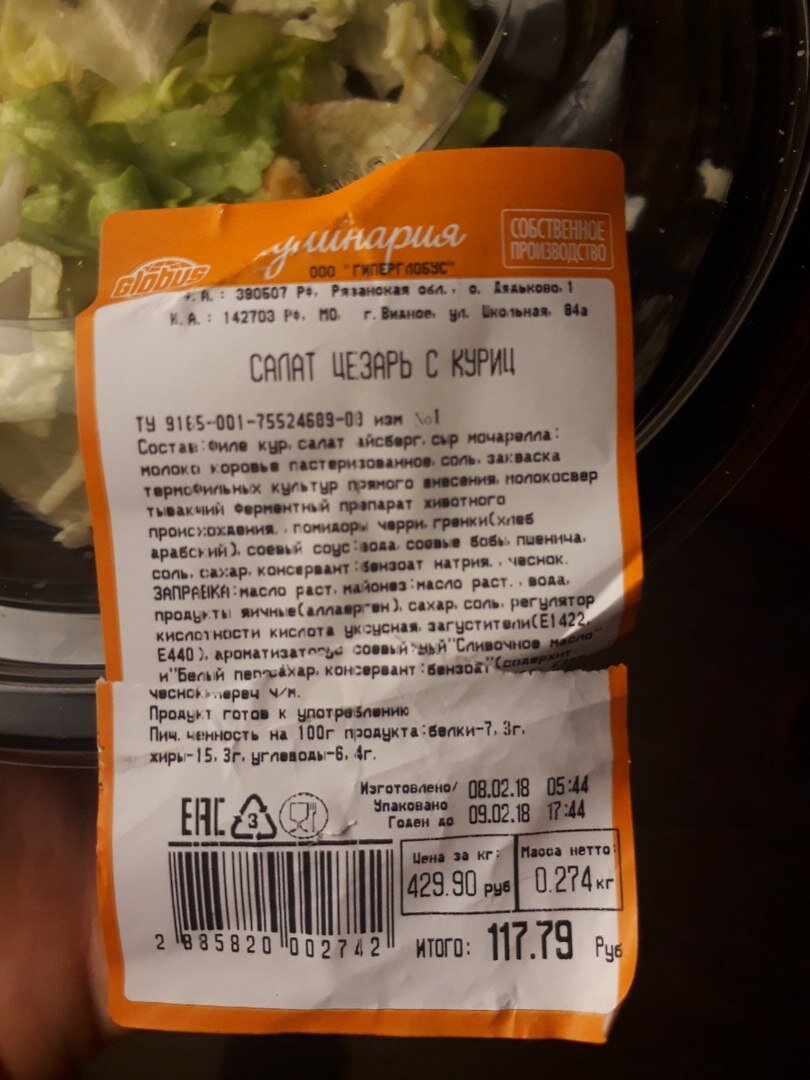 кулинария
СОБСТВЕННОЕ
ПРОИЗВОДСТВО
GLOBUS
ООО "ГИПЕРГЛОБУС"
А.: 390507 РФ, Рязанская обл., о. Дядьково, 1
К.А.: 142703 РФ, МО, г. Видное, ул. Школьная, 84а
САЛАТ ЦЕЗАРЬ С КУРИЦ
ТУ 9165-001-75524689-08 изм №1
Состав:Филе кур, салат айсберг, сыр моцарелла:
молоко коровье пастеризованное, соль, закваска
термофильных культур прямого внесения, молокосвер
тывающий ферментный препарат животного
происхождения., помидоры черри, гренки(хлеб
арабский), соевый соус:вода, соевые бобы, пшеница,
соль, сахар, консервант:бензоат натрия., чеснок.
ЗАПРАВКА:масло раст, майонез:масло раст., вода,
продукты яичные(аллаерген), сахар, соль, регулятор
кислотности кислота уксусная, загустители(Е1422,
Е440), соевый "Сливочное масло"
и"Белый сахар, консервант:бензоат (содержит
чеснок, перец ч/м.
Продукт готов к употреблению
Пищ. ценность на 100г продукта:белки-7, 3г,
жиры-15, 3г, углеводы-6, 4г.
Изготовлено/ 08.02.18 05:44
Упаковано
Годен до 09.02.18 17:44
ЕАС 3
Цена за кг: Масса нетто:
429.90 руб 0.274 кг
2 885820 002742
ИТОГО: 117.79 Руб